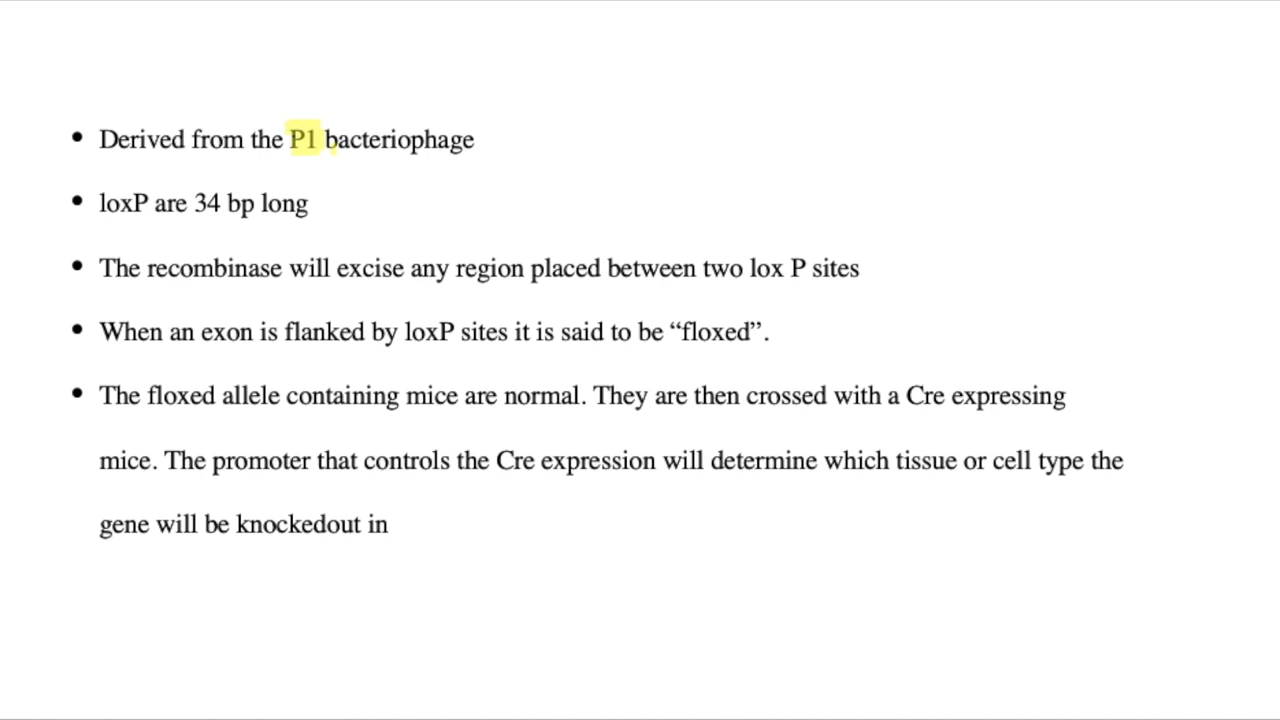 • Derived from the P1 bacteriophage
• loxP are 34 bp long
• The recombinase will excise any region placed between two lox P sites
• When an exon is flanked by loxP sites it is said to be “floxed”.
• The floxed allele containing mice are normal. They are then crossed with a Cre expressing
mice. The promoter that controls the Cre expression will determine which tissue or cell type the
gene will be knockedout in